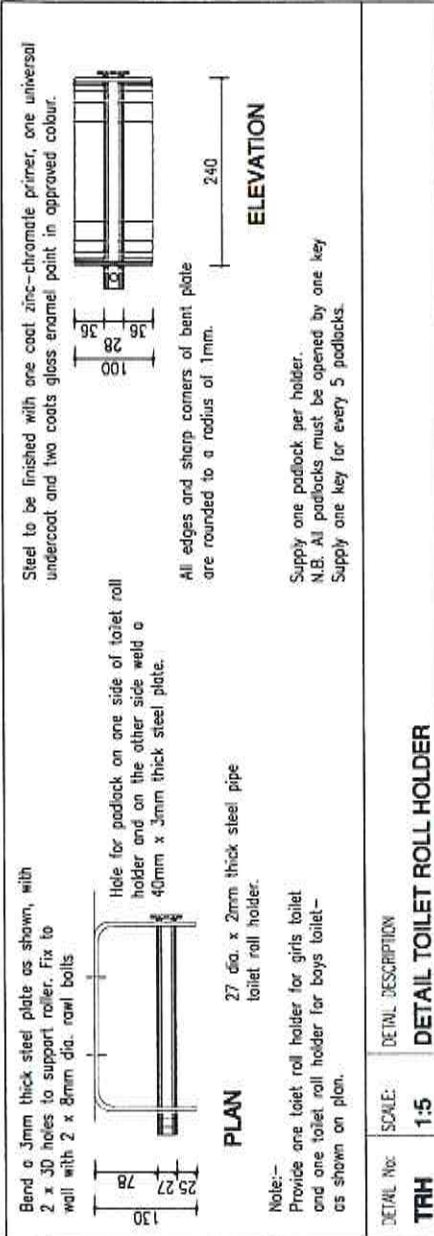 Bend a 3mm thick steel plate as shown, with
2 x 30 holes to support roller. Fix to
wall with 2 x 8mm dia. rawl bolts
130
78
27
25
Hole for padlock on one side of toilet roll
holder and on the other side weld a
40mm x 3mm thick steel plate.
PLAN
27 dia. x 2mm thick steel pipe
toilet roll holder.
Note:-
Provide one toilet roll holder for girls toilet
and one toilet roll holder for boys toilet-
as shown on plan.
Steel to be finished with one coat zinc-chromate primer, one universal
undercoat and two coats gloss enamel paint in approved colour.
100
36
28
36
240
ELEVATION
All edges and sharp corners of bent plate
are rounded to a radius of 1mm.
Supply one padlock per holder.
N.B. All padlocks must be opened by one key
Supply one key for every 5 padlocks.
DETAIL No:
SCALE:
DETAIL DESCRIPTION
TRH
1:5
DETAIL TOILET ROLL HOLDER